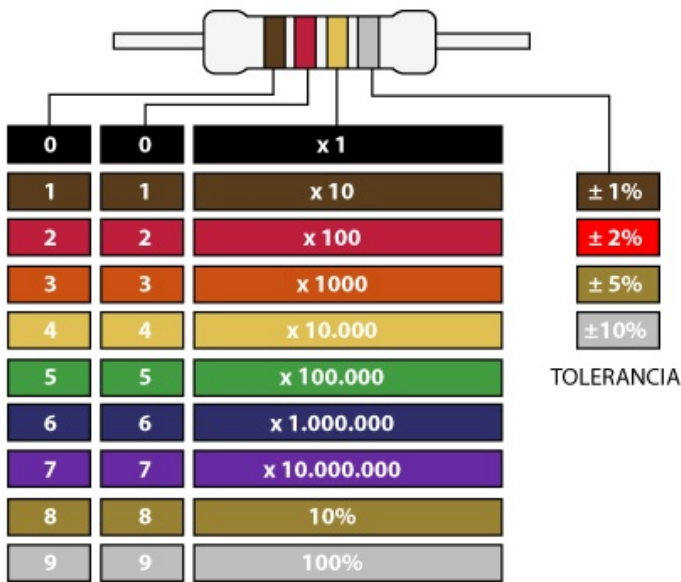 0 0 x 1
1 1 x 10 ± 1%
2 2 x 100 ± 2%
3 3 x 1000 ± 5%
4 4 x 10.000 ±10%
5 5 x 100.000 TOLERANCIA
6 6 x 1.000.000
7 7 x 10.000.000
8 8 10%
9 9 100%